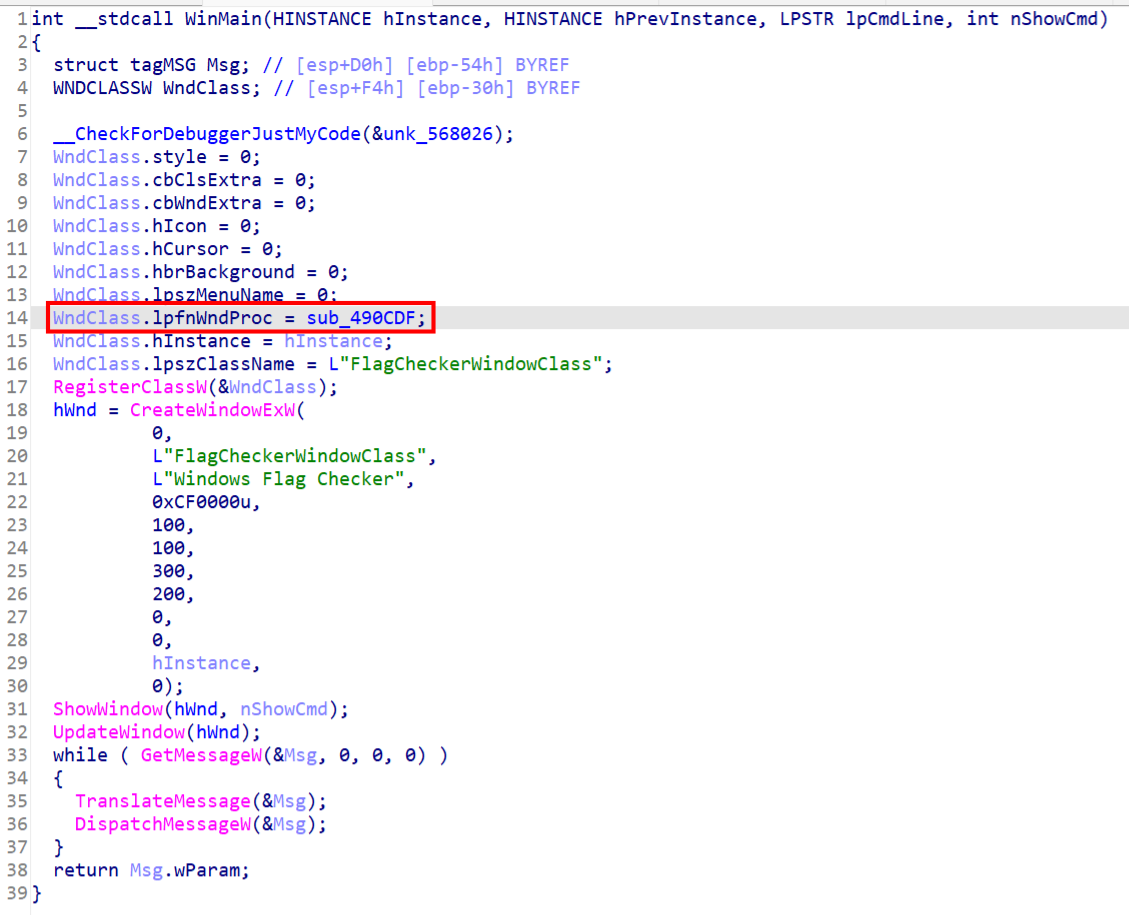 1 int __stdcall WinMain(HINSTANCE hInstance, HINSTANCE hPrevInstance, LPSTR lpCmdLine, int nShowCmd)
2 {
3   struct tagMSG Msg; // [esp+D0h] [ebp-54h] BYREF
4   WNDCLASSW WndClass; // [esp+F4h] [ebp-30h] BYREF
5
6   __CheckForDebuggerJustMyCode(&unk_568026);
7   WndClass.style = 0;
8   WndClass.cbClsExtra = 0;
9   WndClass.cbWndExtra = 0;
10   WndClass.hIcon = 0;
11   WndClass.hCursor = 0;
12   WndClass.hbrBackground = 0;
13   WndClass.lpszMenuName = 0;
14   WndClass.lpfnWndProc = sub_490CDF;
15   WndClass.hInstance = hInstance;
16   WndClass.lpszClassName = L"FlagCheckerWindowClass";
17   RegisterClassW(&WndClass);
18   hWnd = CreateWindowExW(
19            0,
20            L"FlagCheckerWindowClass",
21            L"Windows Flag Checker",
22            0xCF0000u,
23            100,
24            100,
25            300,
26            200,
27            0,
28            0,
29            hInstance,
30            0);
31   ShowWindow(hWnd, nShowCmd);
32   UpdateWindow(hWnd);
33   while ( GetMessageW(&Msg, 0, 0, 0) )
34   {
35     TranslateMessage(&Msg);
36     DispatchMessageW(&Msg);
37   }
38   return Msg.wParam;
39 }